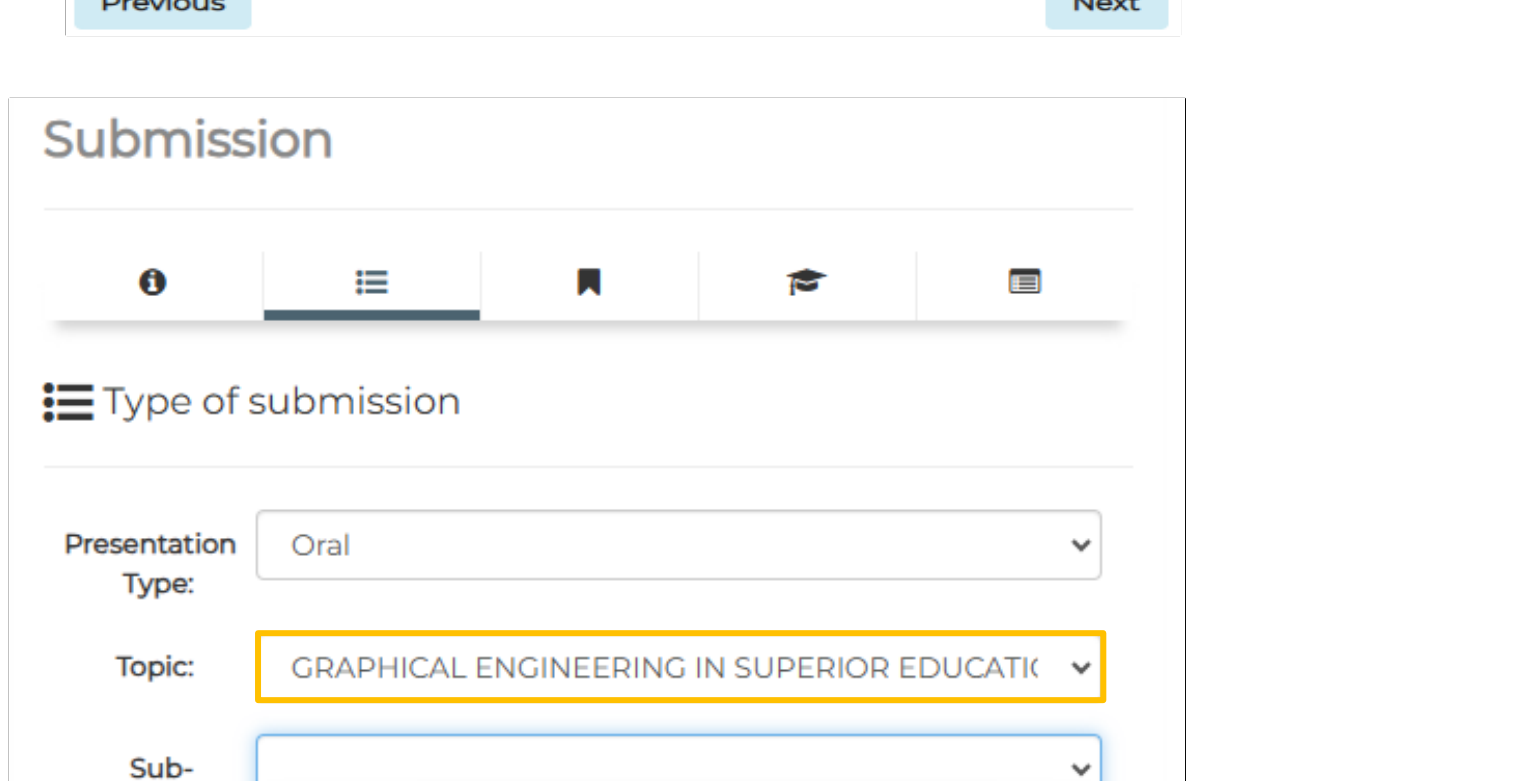 Previous Next
Submission
Type of submission
Presentation Type: Oral
Topic: GRAPHICAL ENGINEERING IN SUPERIOR EDUCATI
Sub-